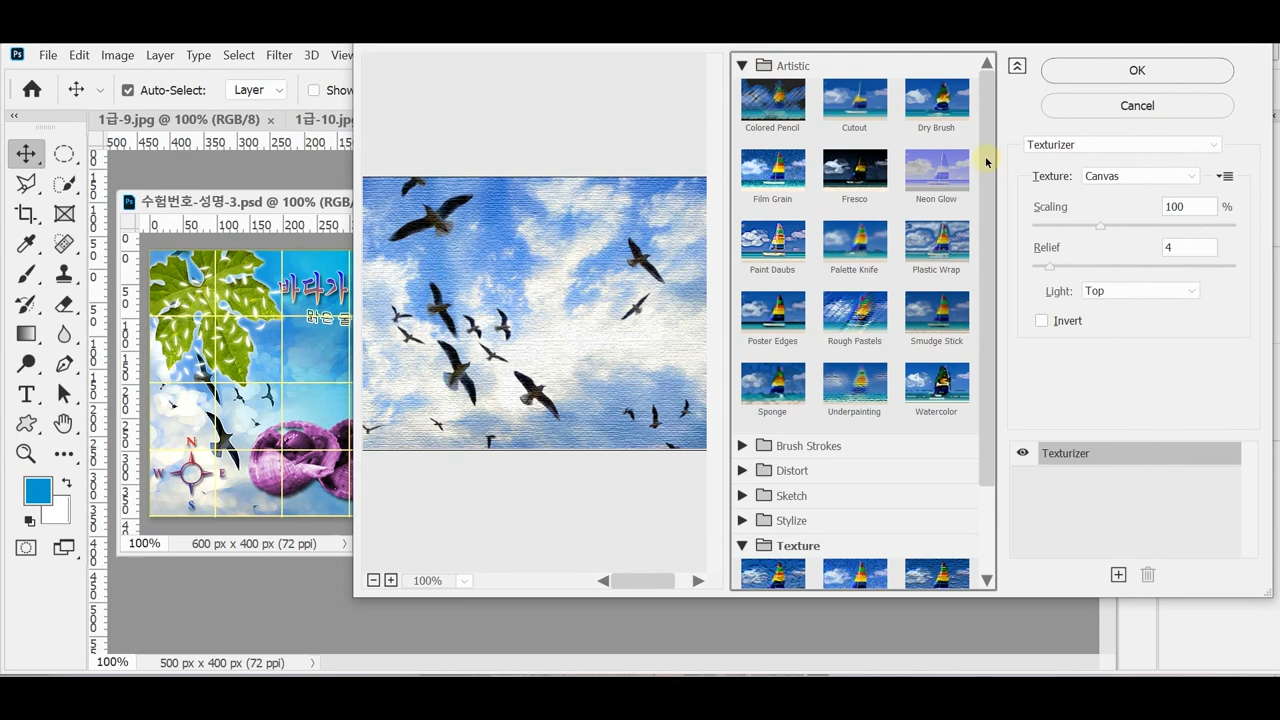 Ps File Edit Image Layer Type Select Filter 3D
Auto-Select: Layer
1급-9.jpg @ 100% (RGB/8) ×
500 450 400 350 300 250 200 150
수험번호-성명-3.psd @ 100%
0 50 100 150 200 250
바다가
N
W E
S
100% 600 px x 400 px (72 ppi)
100% 500 px x 400 px (72 ppi)
100%
Artistic
Colored Pencil Cutout Dry Brush
Film Grain Fresco Neon Glow
Paint Daubs Palette Knife Plastic Wrap
Poster Edges Rough Pastels Smudge Stick
Sponge Underpainting Watercolor
Brush Strokes
Distort
Sketch
Stylize
Texture
OK
Cancel
Texturizer
Texture: Canvas
Scaling 100 %
Relief 4
Light: Top
Invert
Texturizer